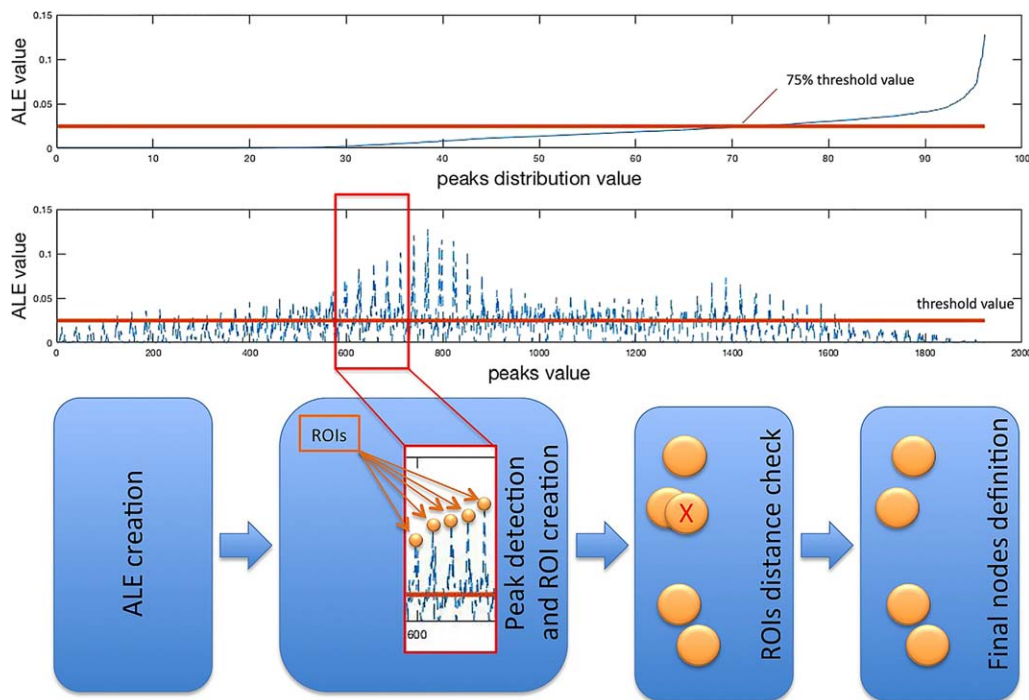 0.15
0.1
0.05
0
ALE value
75% threshold value
0 10 20 30 40 50 60 70 80 90 100
peaks distribution value
0.15
0.1
0.05
0
ALE value
threshold value
0 200 400 600 800 1000 1200 1400 1600 1800 2000
peaks value
ALE creation
ROIs
600
Peak detection
and ROI creation
X
ROIs distance check
Final nodes definition